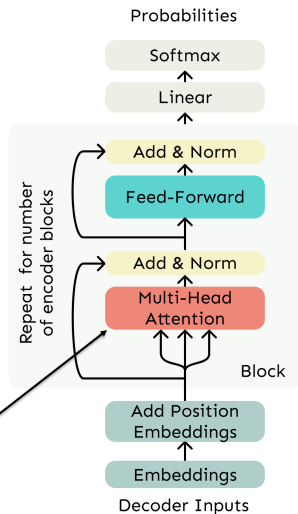 Probabilities
Softmax
Linear
Add & Norm
Feed-Forward
Repeat for number
of encoder blocks
Add & Norm
Multi-Head
Attention
Block
Add Position
Embeddings
Embeddings
Decoder Inputs